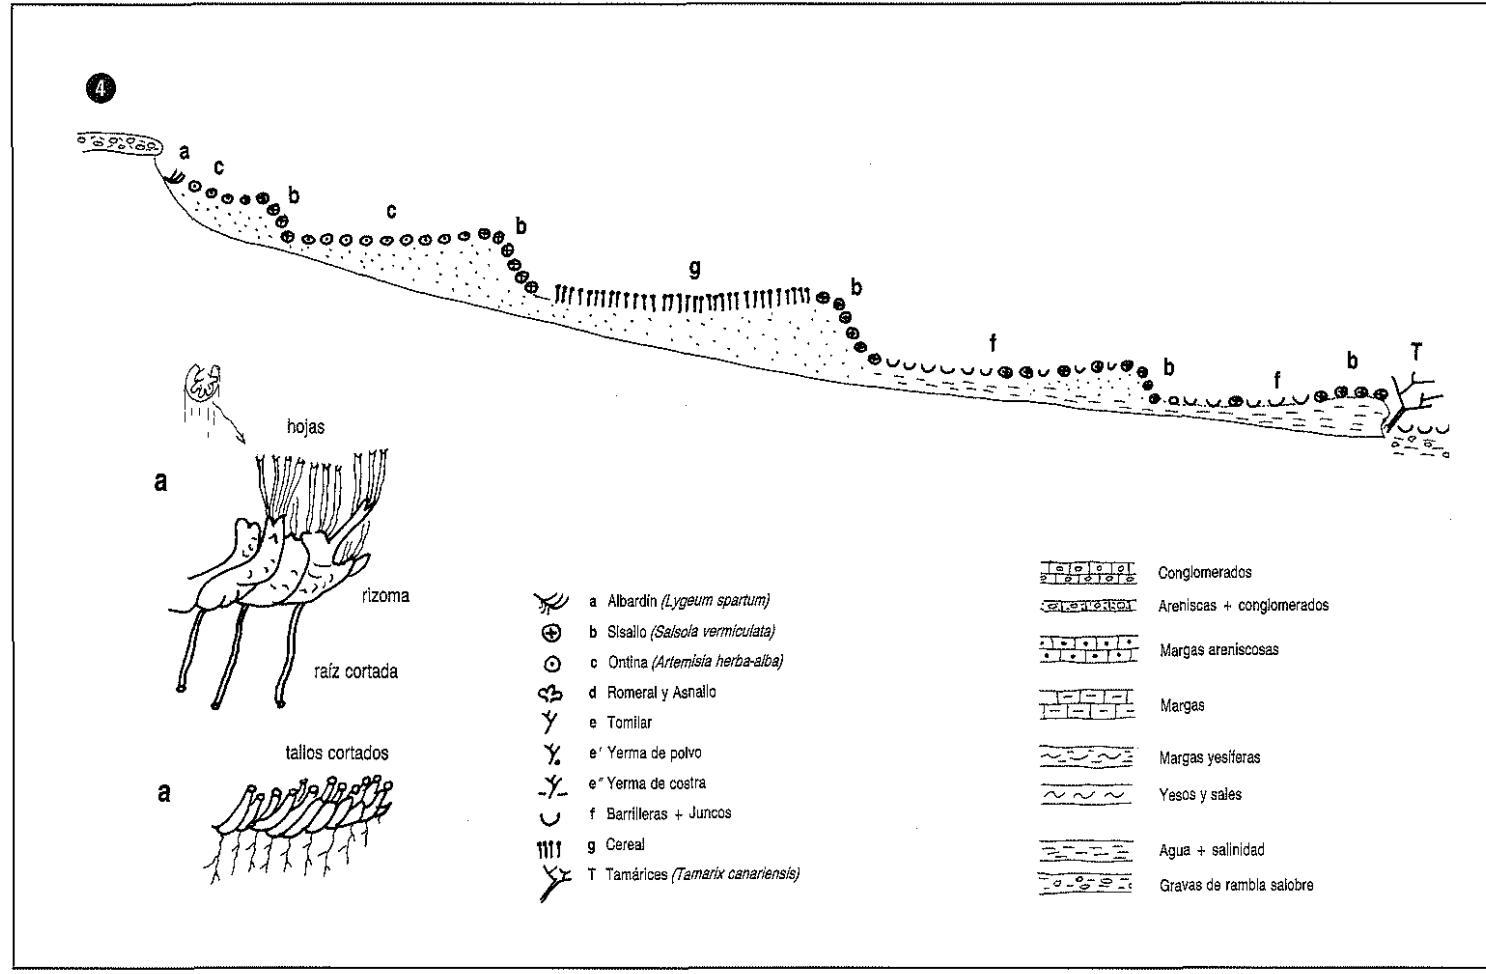 4
a
c
b
c
b
g
b
f
b
f
b
T
hojas
a
rizoma
raíz cortada
tallos cortados
a
a Albardín (Lygeum spartum)
b Sisallo (Salsola vermiculata)
c Ontina (Artemisia herba-alba)
d Romeral y Asnallo
e Tomilar
e' Yerma de polvo
e" Yerma de costra
f Barrilleras + Juncos
g Cereal
T Tamárices (Tamarix canariensis)
Conglomerados
Areniscas + conglomerados
Margas areniscosas
Margas
Margas yesíferas
Yesos y sales
Agua + salinidad
Gravas de rambla salobre